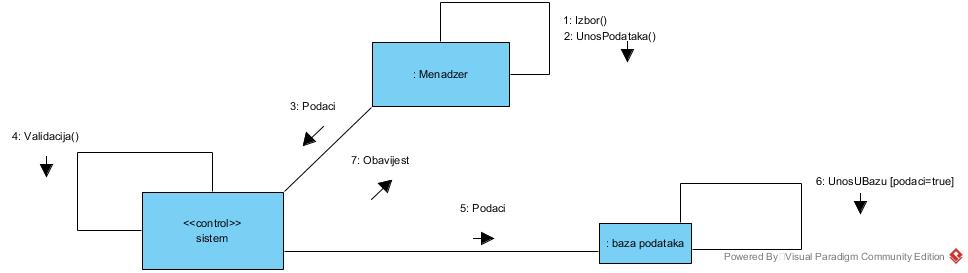 1: Izbor()
2: UnosPodataka()
: Menadzer
3: Podaci
4: Validacija()
7: Obavijest
6: UnosUBazu [podaci=true]
5: Podaci
<<control>>
sistem
: baza podataka
Powered By Visual Paradigm Community Edition